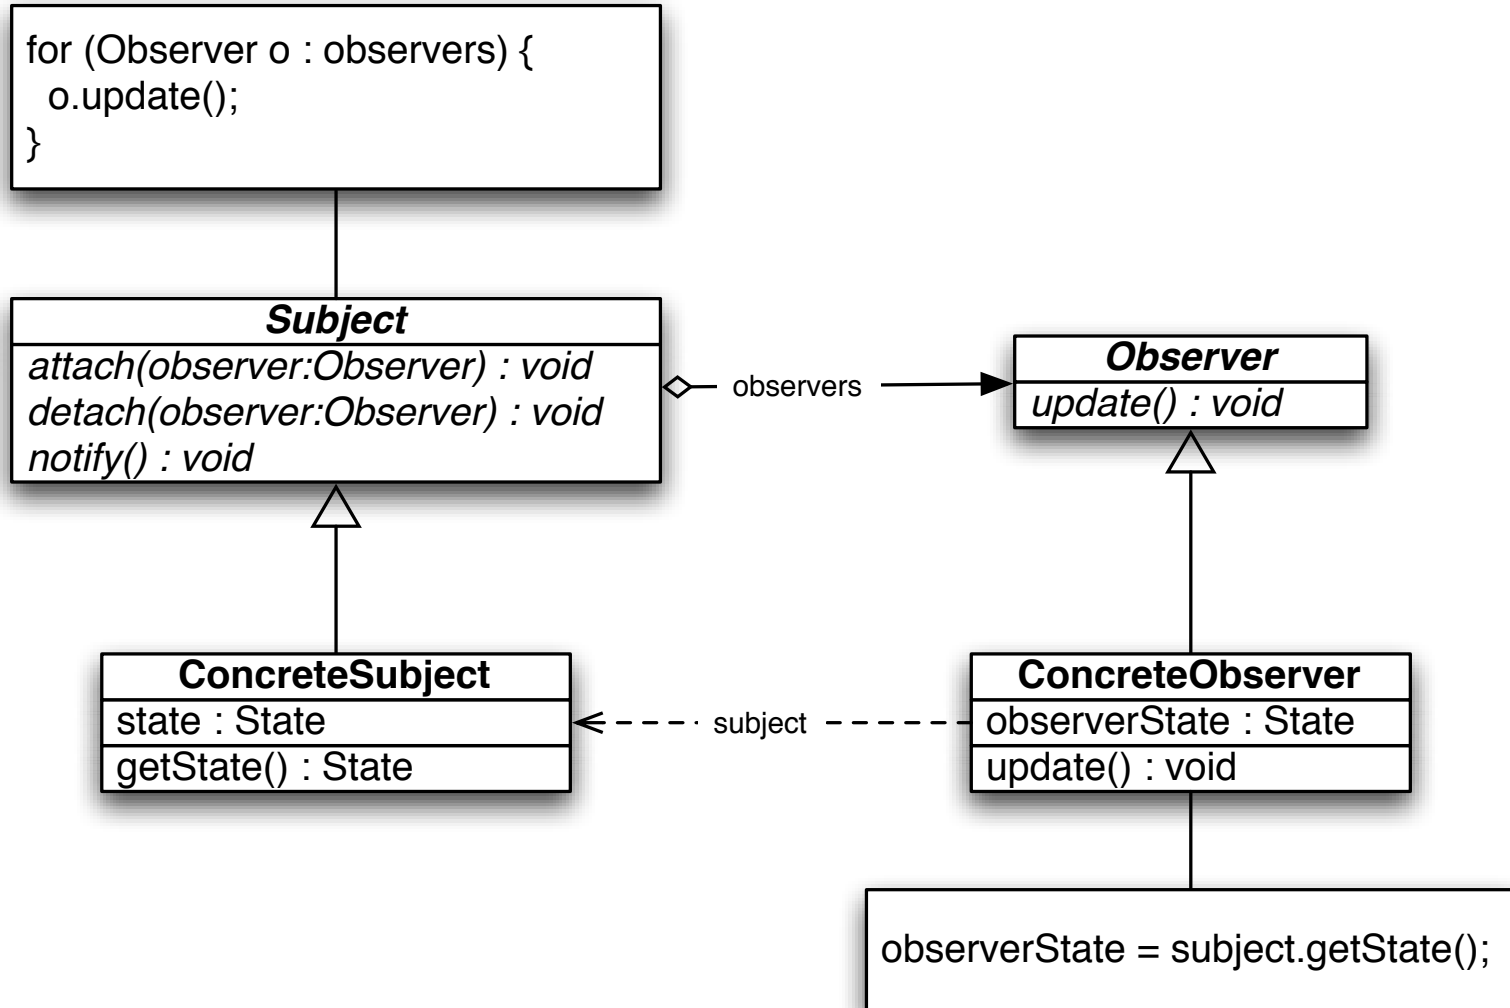 for (Observer o : observers) {
o.update();
}
Subject
attach(observer:Observer) : void
detach(observer:Observer) : void
notify() : void
observers
Observer
update() : void
ConcreteSubject
state : State
getState() : State
subject
ConcreteObserver
observerState : State
update() : void
observerState = subject.getState();